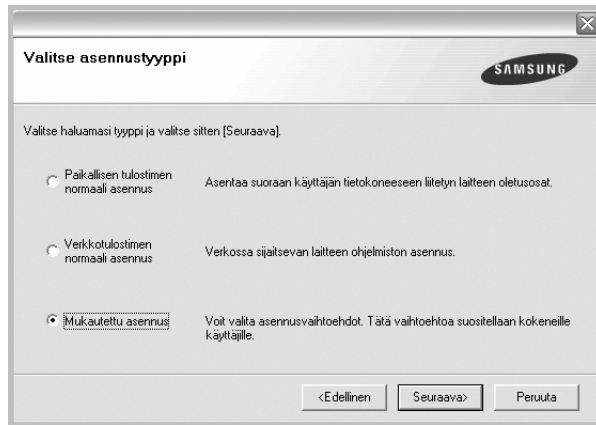 Valitse asennustyyppi
SAMSUNG
Valitse haluamasi tyyppi ja valitse sitten [Seuraava].
Paikallisen tulostimen
normaali asennus
Asentaa suoraan käyttäjän tietokoneeseen liitetyn laitteen oletusosat.
Verkkotulostimen
normaali asennus
Verkossa sijaitsevan laitteen ohjelmiston asennus.
Mukautettu asennus
Voit valita asennusvaihtoehdot. Tätä vaihtoehtoa suositellaan kokeneille
käyttäjille.
<Edellinen
Seuraava>
Peruuta